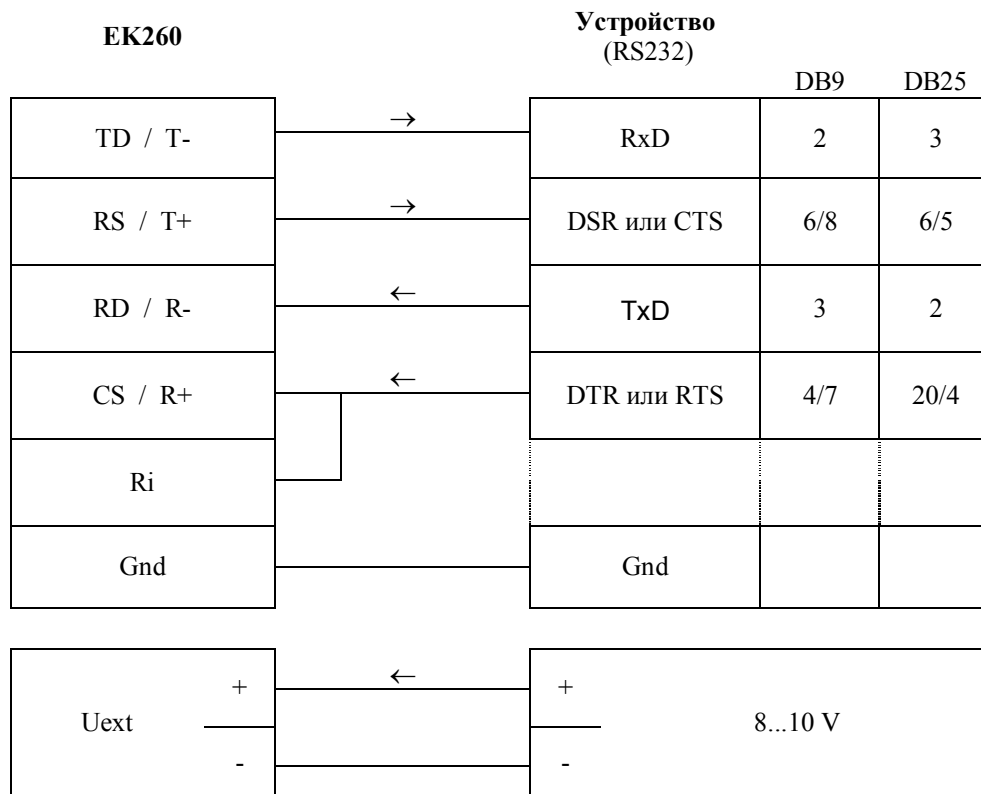 EK260
Устройство
(RS232)
DB9 DB25
TD / T- → RxD 2 3
RS / T+ → DSR или CTS 6/8 6/5
RD / R- ← TxD 3 2
CS / R+ ← DTR или RTS 4/7 20/4
Ri
Gnd Gnd
+ ← +
Uext 8...10 V
- -